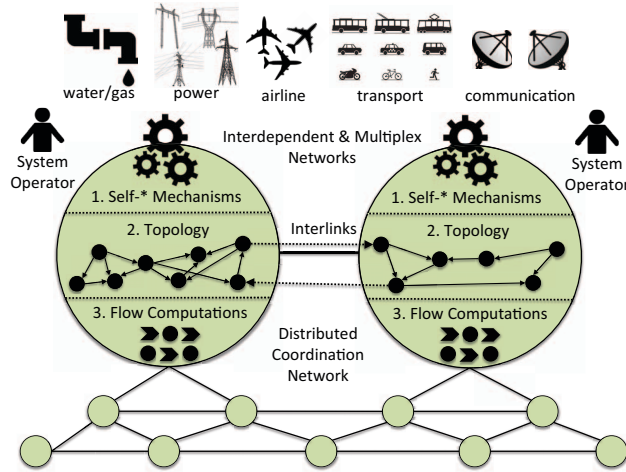 water/gas
power
airline
transport
communication
System
Operator
Interdependent & Multiplex
Networks
System
Operator
1. Self-* Mechanisms
1. Self-* Mechanisms
2. Topology
Interlinks
2. Topology
3. Flow Computations
3. Flow Computations
Distributed
Coordination
Network